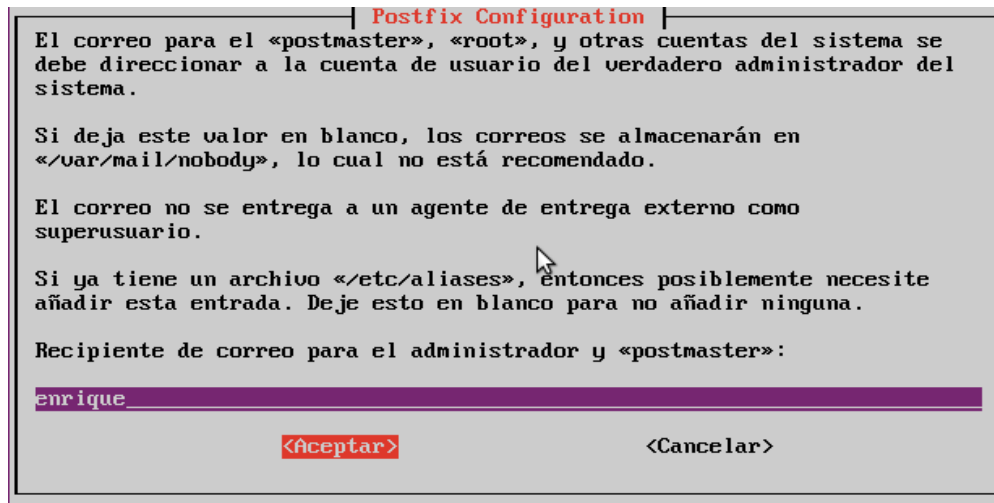 Postfix Configuration
El correo para el «postmaster», «root», y otras cuentas del sistema se
debe direccionar a la cuenta de usuario del verdadero administrador del
sistema.
Si deja este valor en blanco, los correos se almacenarán en
«/var/mail/nobody», lo cual no está recomendado.
El correo no se entrega a un agente de entrega externo como
superusuario.
Si ya tiene un archivo «/etc/aliases», entonces posiblemente necesite
añadir esta entrada. Deje esto en blanco para no añadir ninguna.
Recipiente de correo para el administrador y «postmaster»:
enrique
<Aceptar> <Cancelar>